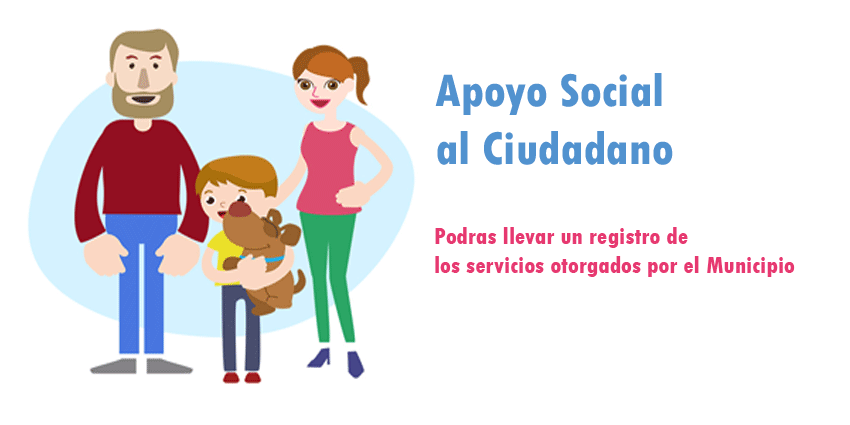 Apoyo Social
al Ciudadano
Podras llevar un registro de
los servicios otorgados por el Municipio